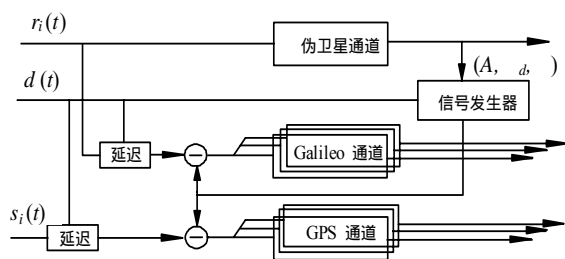 rᵢ(t)
伪卫星通道
(A, d, )
d(t)
信号发生器
延迟
Galileo 通道
sᵢ(t)
延迟
GPS 通道